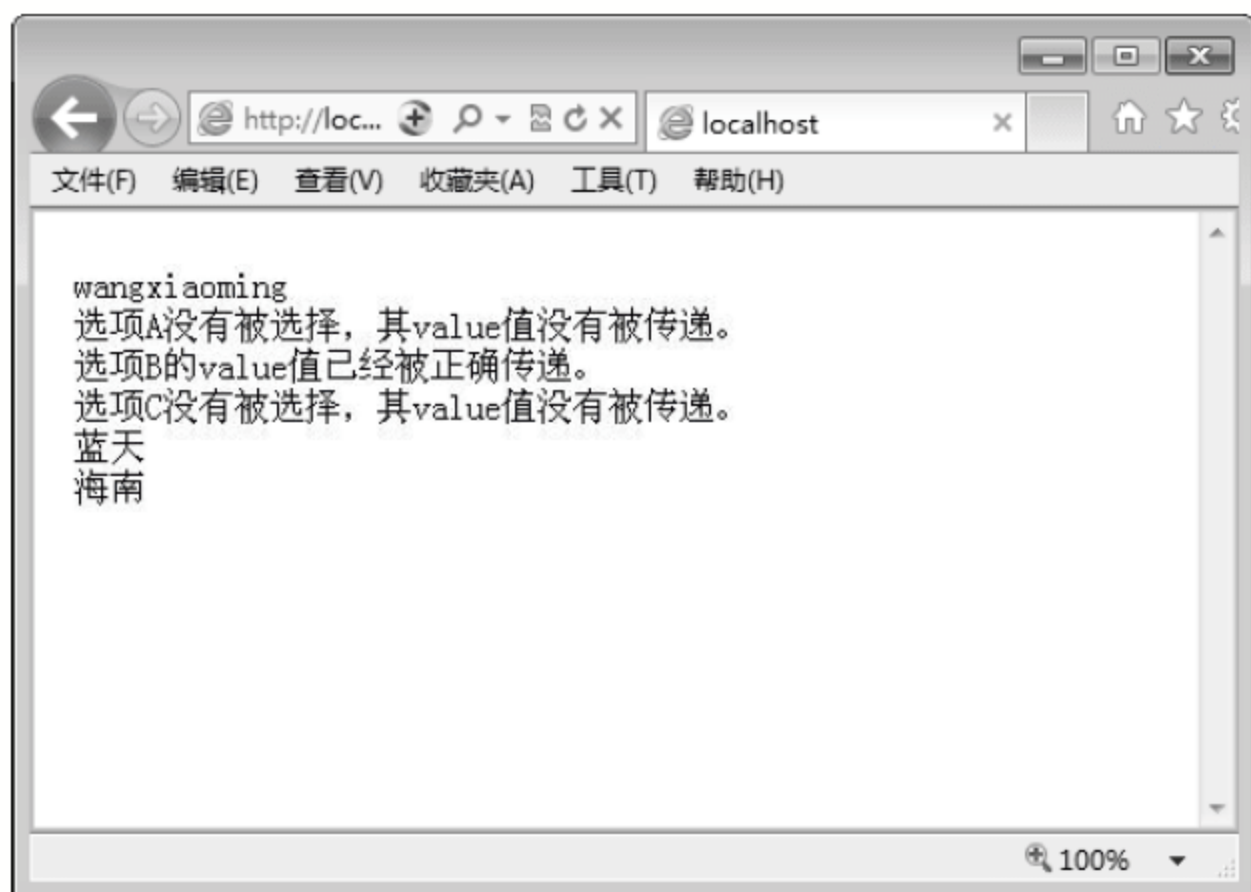 http://loc...
localhost
文件(F) 编辑(E) 查看(V) 收藏夹(A) 工具(T) 帮助(H)
wangxiaoming
选项A没有被选择，其value值没有被传递。
选项B的value值已经被正确传递。
选项C没有被选择，其value值没有被传递。
蓝天
海南
100%